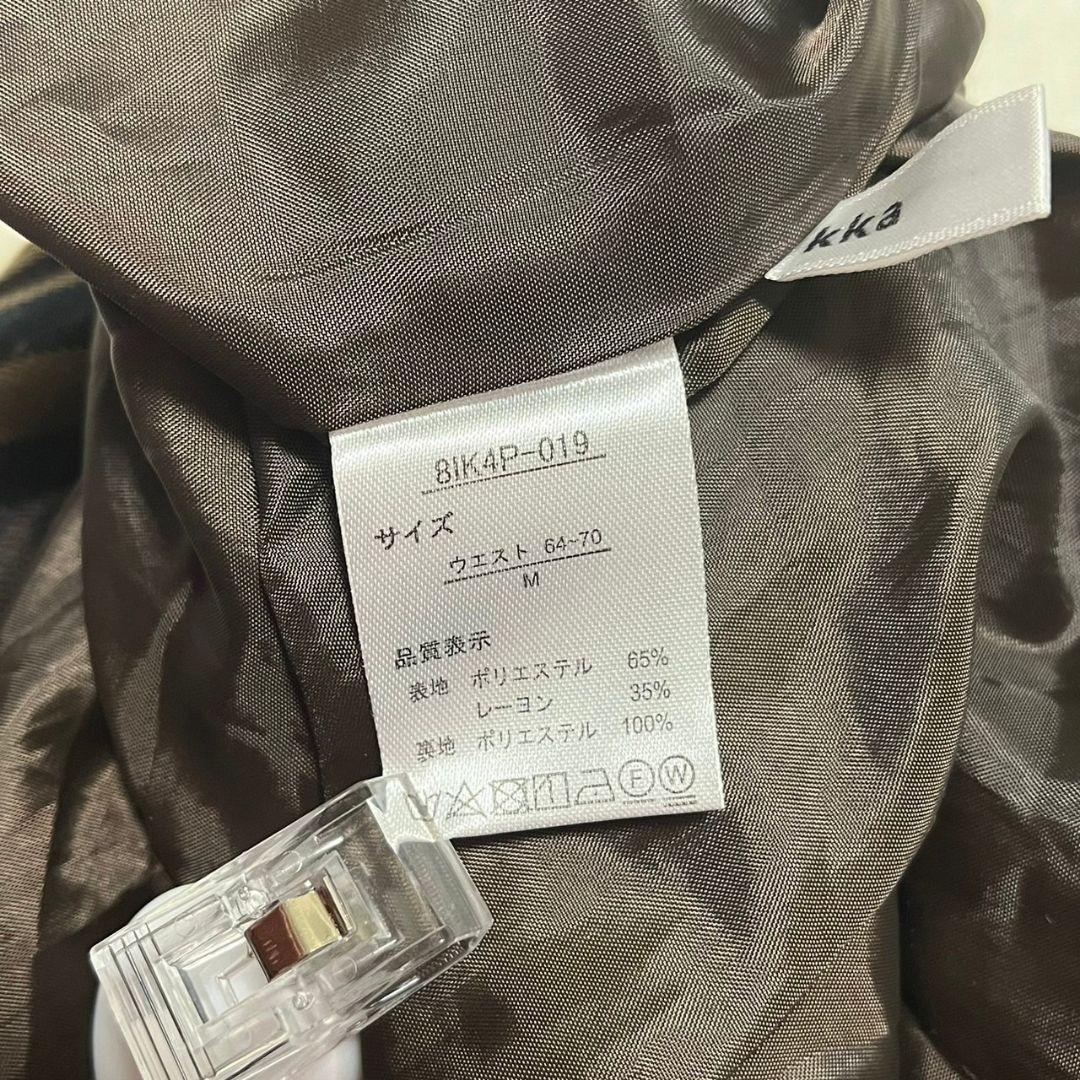 kka
8IK4P-019
サイズ
ウエスト 64~70
M
品質表示
表地 ポリエステル 65%
レーヨン 35%
裏地 ポリエステル 100%
F W